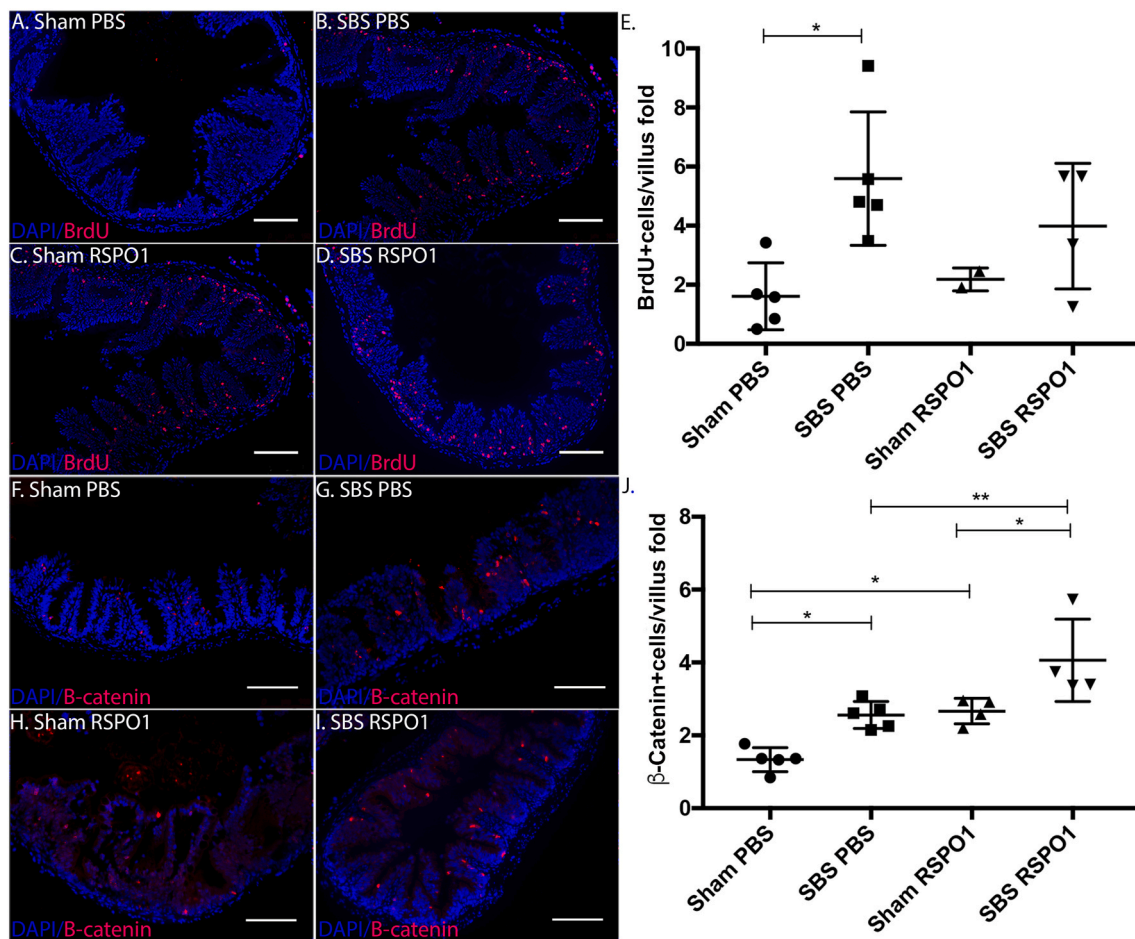 A. Sham PBS
DAPI/BrdU
B. SBS PBS
DAPI/BrdU
C. Sham RSPO1
DAPI/BrdU
D. SBS RSPO1
DAPI/BrdU
E.
*
BrdU+cells/villus fold
10
8
6
4
2
0
Sham PBS
SBS PBS
Sham RSPO1
SBS RSPO1
F. Sham PBS
DAPI/B-catenin
G. SBS PBS
DAPI/B-catenin
H. Sham RSPO1
DAPI/B-catenin
I. SBS RSPO1
DAPI/B-catenin
J.
**
*
*
*
β-Catenin+cells/villus fold
8
6
4
2
0
Sham PBS
SBS PBS
Sham RSPO1
SBS RSPO1